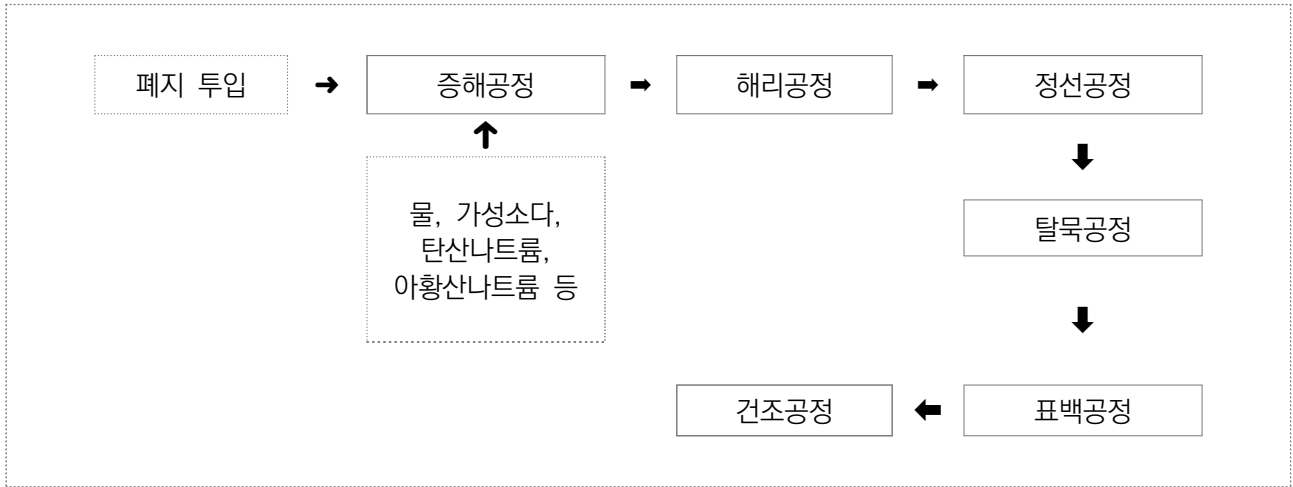 폐지 투입
증해공정
해리공정
정선공정
물, 가성소다,
탄산나트륨,
아황산나트륨 등
탈묵공정
표백공정
건조공정